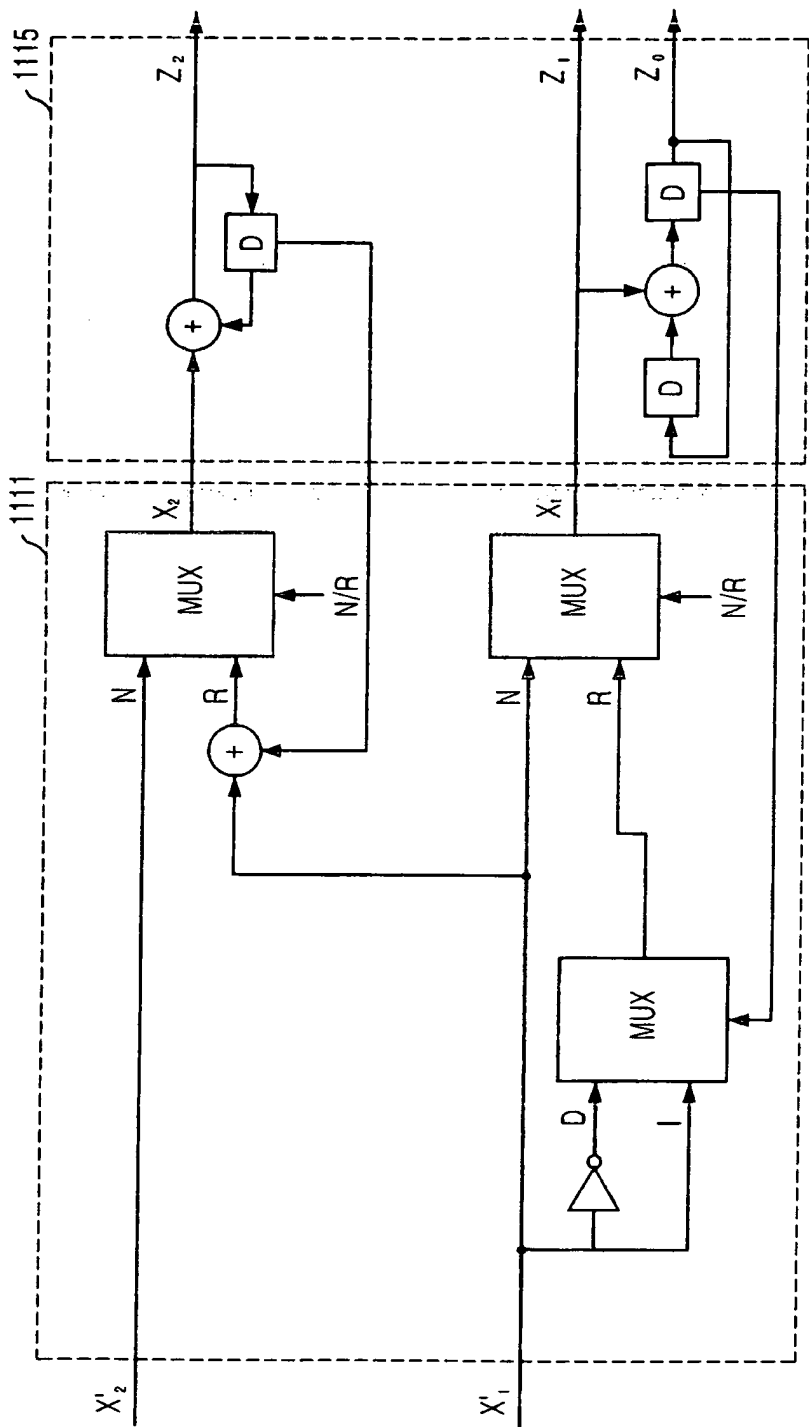 1111
1115
X'₂
N
MUX
X₂
+
Z₂
R
N/R
D
+
X'₁
N
MUX
X₁
Z₁
R
N/R
D
+
D
Z₀
D
I
MUX